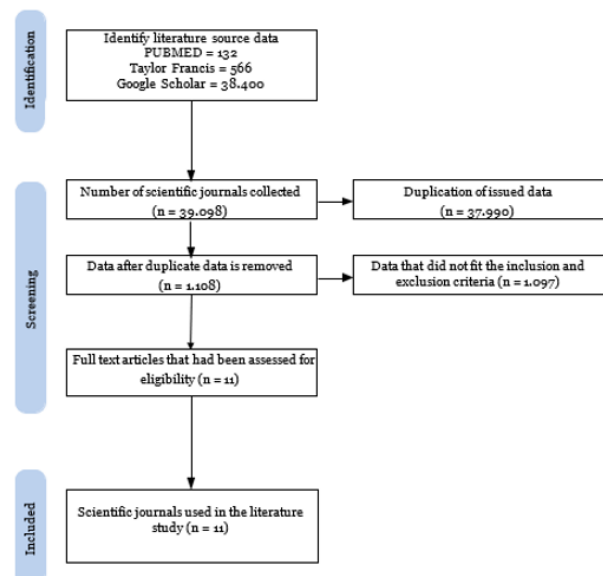 Identification
Identify literature source data
PUBMED = 132
Taylor Francis = 566
Google Scholar = 38.400
Screening
Number of scientific journals collected
(n = 39.098)
Duplication of issued data
(n = 37.990)
Data after duplicate data is removed
(n = 1.108)
Data that did not fit the inclusion and
exclusion criteria (n = 1.097)
Full text articles that had been assessed for
eligibility (n = 11)
Included
Scientific journals used in the literature
study (n = 11)